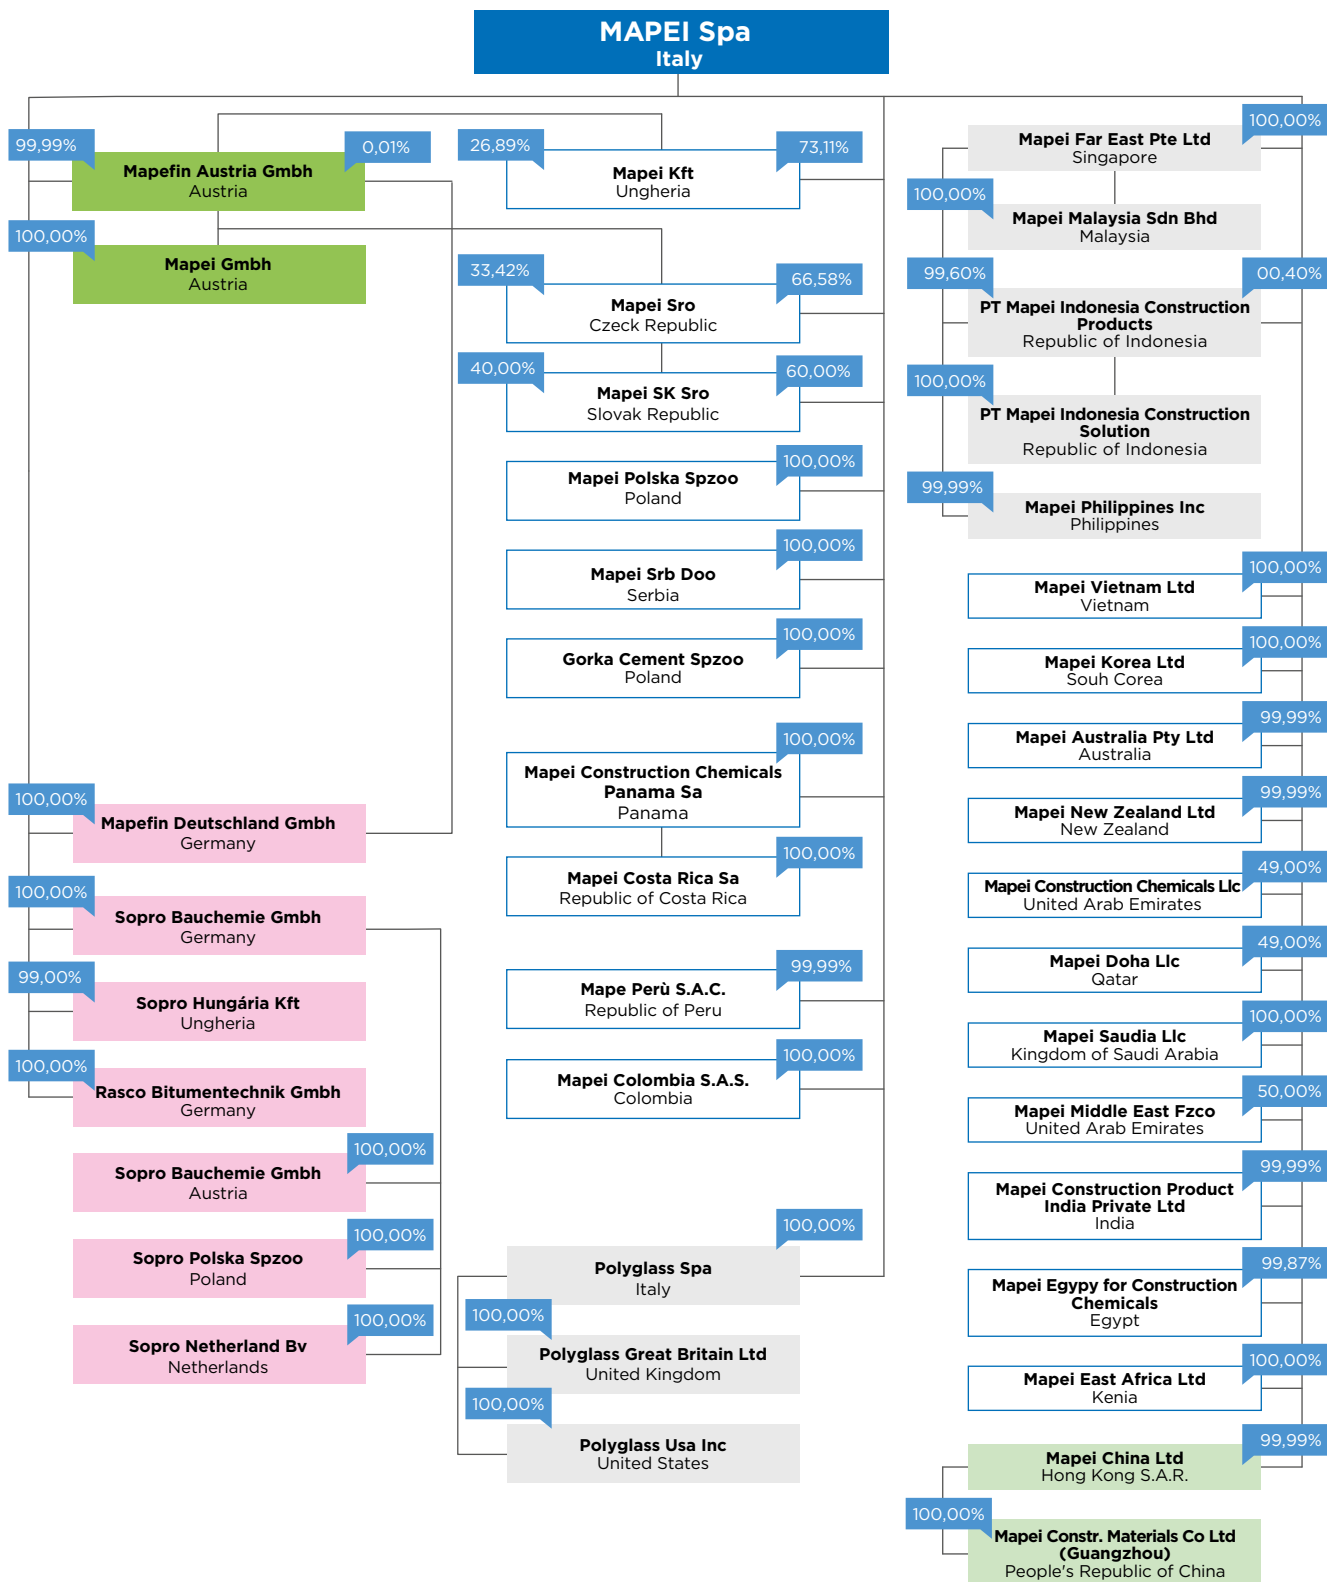 MAPEI Spa
Italy
99,99%
0,01%
Mapefin Austria Gmbh
Austria
100,00%
Mapei Gmbh
Austria
100,00%
Mapefin Deutschland Gmbh
Germany
100,00%
Sopro Bauchemie Gmbh
Germany
99,00%
Sopro Hungária Kft
Ungheria
100,00%
Rasco Bitumentechnik Gmbh
Germany
100,00%
Sopro Bauchemie Gmbh
Austria
100,00%
Sopro Polska Spzoo
Poland
100,00%
Sopro Netherland Bv
Netherlands
26,89%
73,11%
Mapei Kft
Ungheria
33,42%
66,58%
Mapei Sro
Czeck Republic
40,00%
60,00%
Mapei SK Sro
Slovak Republic
100,00%
Mapei Polska Spzoo
Poland
100,00%
Mapei Srb Doo
Serbia
100,00%
Gorka Cement Spzoo
Poland
100,00%
Mapei Construction Chemicals
Panama Sa
Panama
100,00%
Mapei Costa Rica Sa
Republic of Costa Rica
99,99%
Mape Perù S.A.C.
Republic of Peru
100,00%
Mapei Colombia S.A.S.
Colombia
100,00%
Polyglass Spa
Italy
100,00%
Polyglass Great Britain Ltd
United Kingdom
100,00%
Polyglass Usa Inc
United States
100,00%
Mapei Far East Pte Ltd
Singapore
100,00%
Mapei Malaysia Sdn Bhd
Malaysia
99,60%
00,40%
PT Mapei Indonesia Construction
Products
Republic of Indonesia
100,00%
PT Mapei Indonesia Construction
Solution
Republic of Indonesia
99,99%
Mapei Philippines Inc
Philippines
100,00%
Mapei Vietnam Ltd
Vietnam
100,00%
Mapei Korea Ltd
Souh Corea
99,99%
Mapei Australia Pty Ltd
Australia
99,99%
Mapei New Zealand Ltd
New Zealand
49,00%
Mapei Construction Chemicals Llc
United Arab Emirates
49,00%
Mapei Doha Llc
Qatar
100,00%
Mapei Saudia Llc
Kingdom of Saudi Arabia
50,00%
Mapei Middle East Fzco
United Arab Emirates
99,99%
Mapei Construction Product
India Private Ltd
India
99,87%
Mapei Egypy for Construction
Chemicals
Egypt
100,00%
Mapei East Africa Ltd
Kenia
99,99%
Mapei China Ltd
Hong Kong S.A.R.
100,00%
Mapei Constr. Materials Co Ltd
(Guangzhou)
People's Republic of China